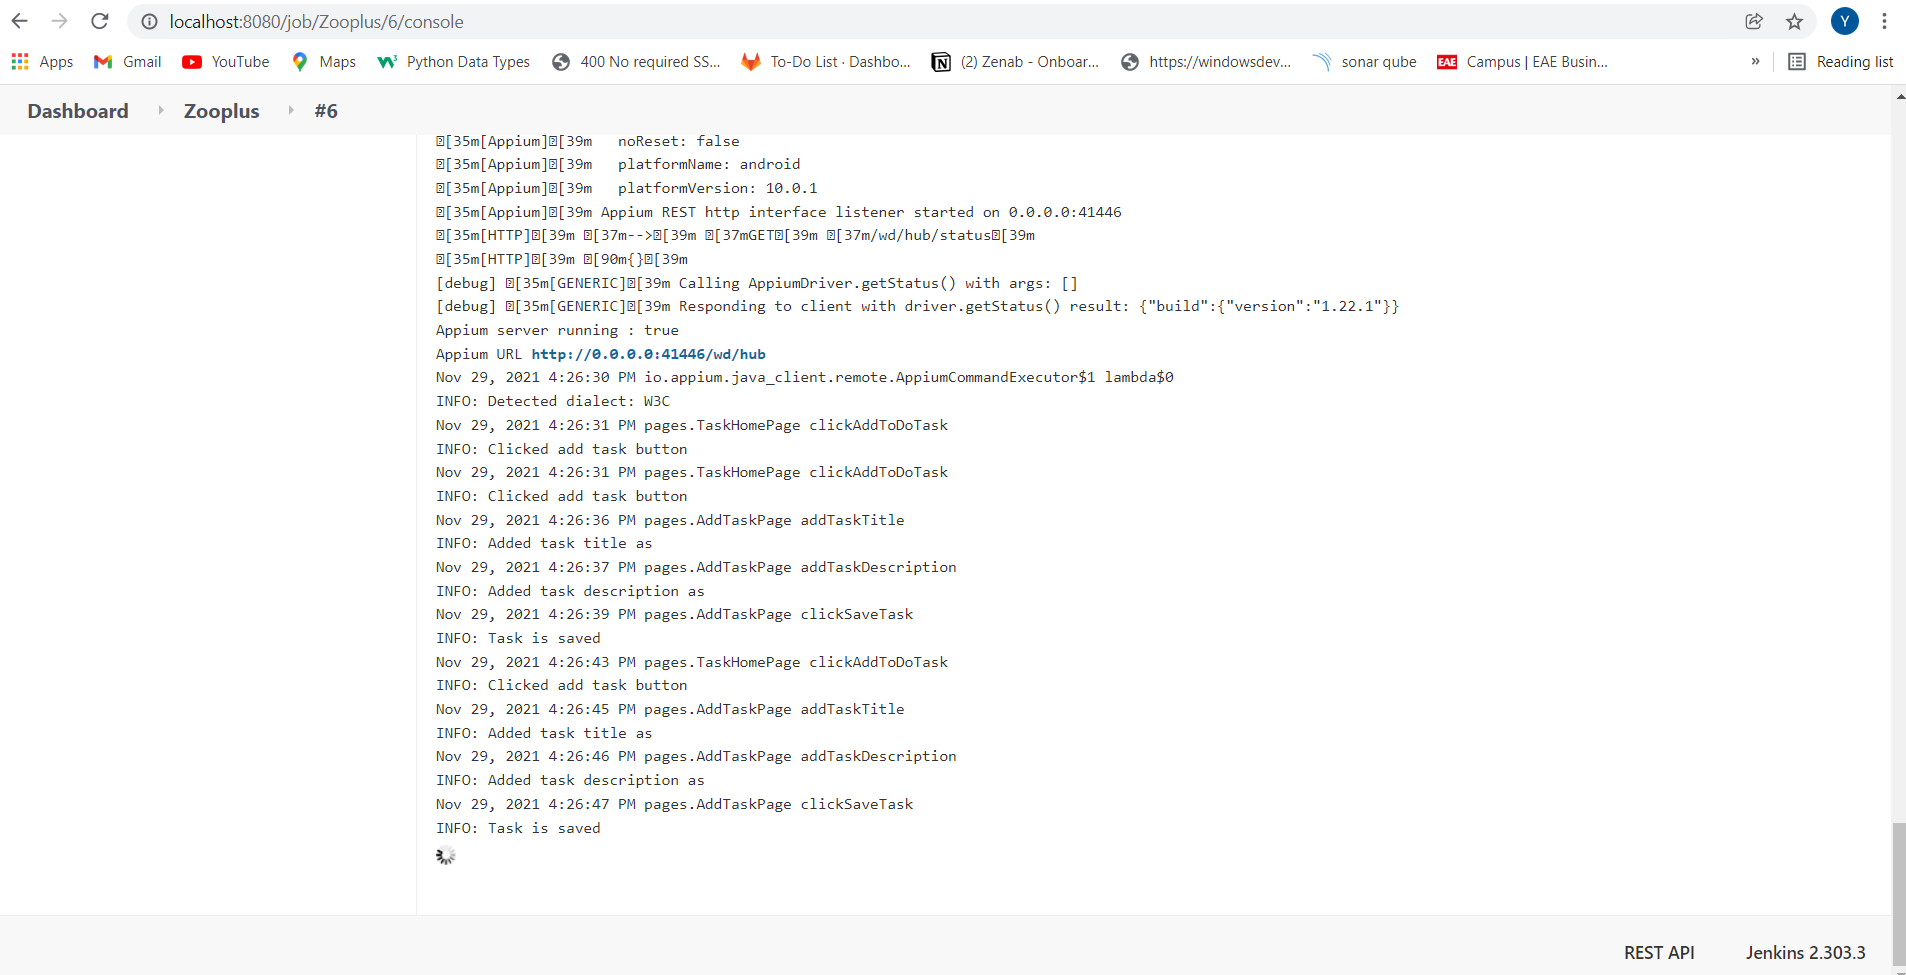 localhost:8080/job/Zooplus/6/console
Y
Apps Gmail YouTube Maps Python Data Types 400 No required SS... To-Do List · Dashbo... (2) Zenab - Onboar... https://windowsdev... sonar qube EAE Campus | EAE Busin... » Reading list
Dashboard Zooplus #6
[35m[Appium][39m   noReset: false
[35m[Appium][39m   platformName: android
[35m[Appium][39m   platformVersion: 10.0.1
[35m[Appium][39m Appium REST http interface listener started on 0.0.0.0:41446
[35m[HTTP][39m [37m-->[39m [37mGET[39m [37m/wd/hub/status[39m
[35m[HTTP][39m [90m{}[39m
[debug] [35m[GENERIC][39m Calling AppiumDriver.getStatus() with args: []
[debug] [35m[GENERIC][39m Responding to client with driver.getStatus() result: {"build":{"version":"1.22.1"}}
Appium server running : true
Appium URL http://0.0.0.0:41446/wd/hub
Nov 29, 2021 4:26:30 PM io.appium.java_client.remote.AppiumCommandExecutor$1 lambda$0
INFO: Detected dialect: W3C
Nov 29, 2021 4:26:31 PM pages.TaskHomePage clickAddToDoTask
INFO: Clicked add task button
Nov 29, 2021 4:26:31 PM pages.TaskHomePage clickAddToDoTask
INFO: Clicked add task button
Nov 29, 2021 4:26:36 PM pages.AddTaskPage addTaskTitle
INFO: Added task title as
Nov 29, 2021 4:26:37 PM pages.AddTaskPage addTaskDescription
INFO: Added task description as
Nov 29, 2021 4:26:39 PM pages.AddTaskPage clickSaveTask
INFO: Task is saved
Nov 29, 2021 4:26:43 PM pages.TaskHomePage clickAddToDoTask
INFO: Clicked add task button
Nov 29, 2021 4:26:45 PM pages.AddTaskPage addTaskTitle
INFO: Added task title as
Nov 29, 2021 4:26:46 PM pages.AddTaskPage addTaskDescription
INFO: Added task description as
Nov 29, 2021 4:26:47 PM pages.AddTaskPage clickSaveTask
INFO: Task is saved
REST API Jenkins 2.303.3